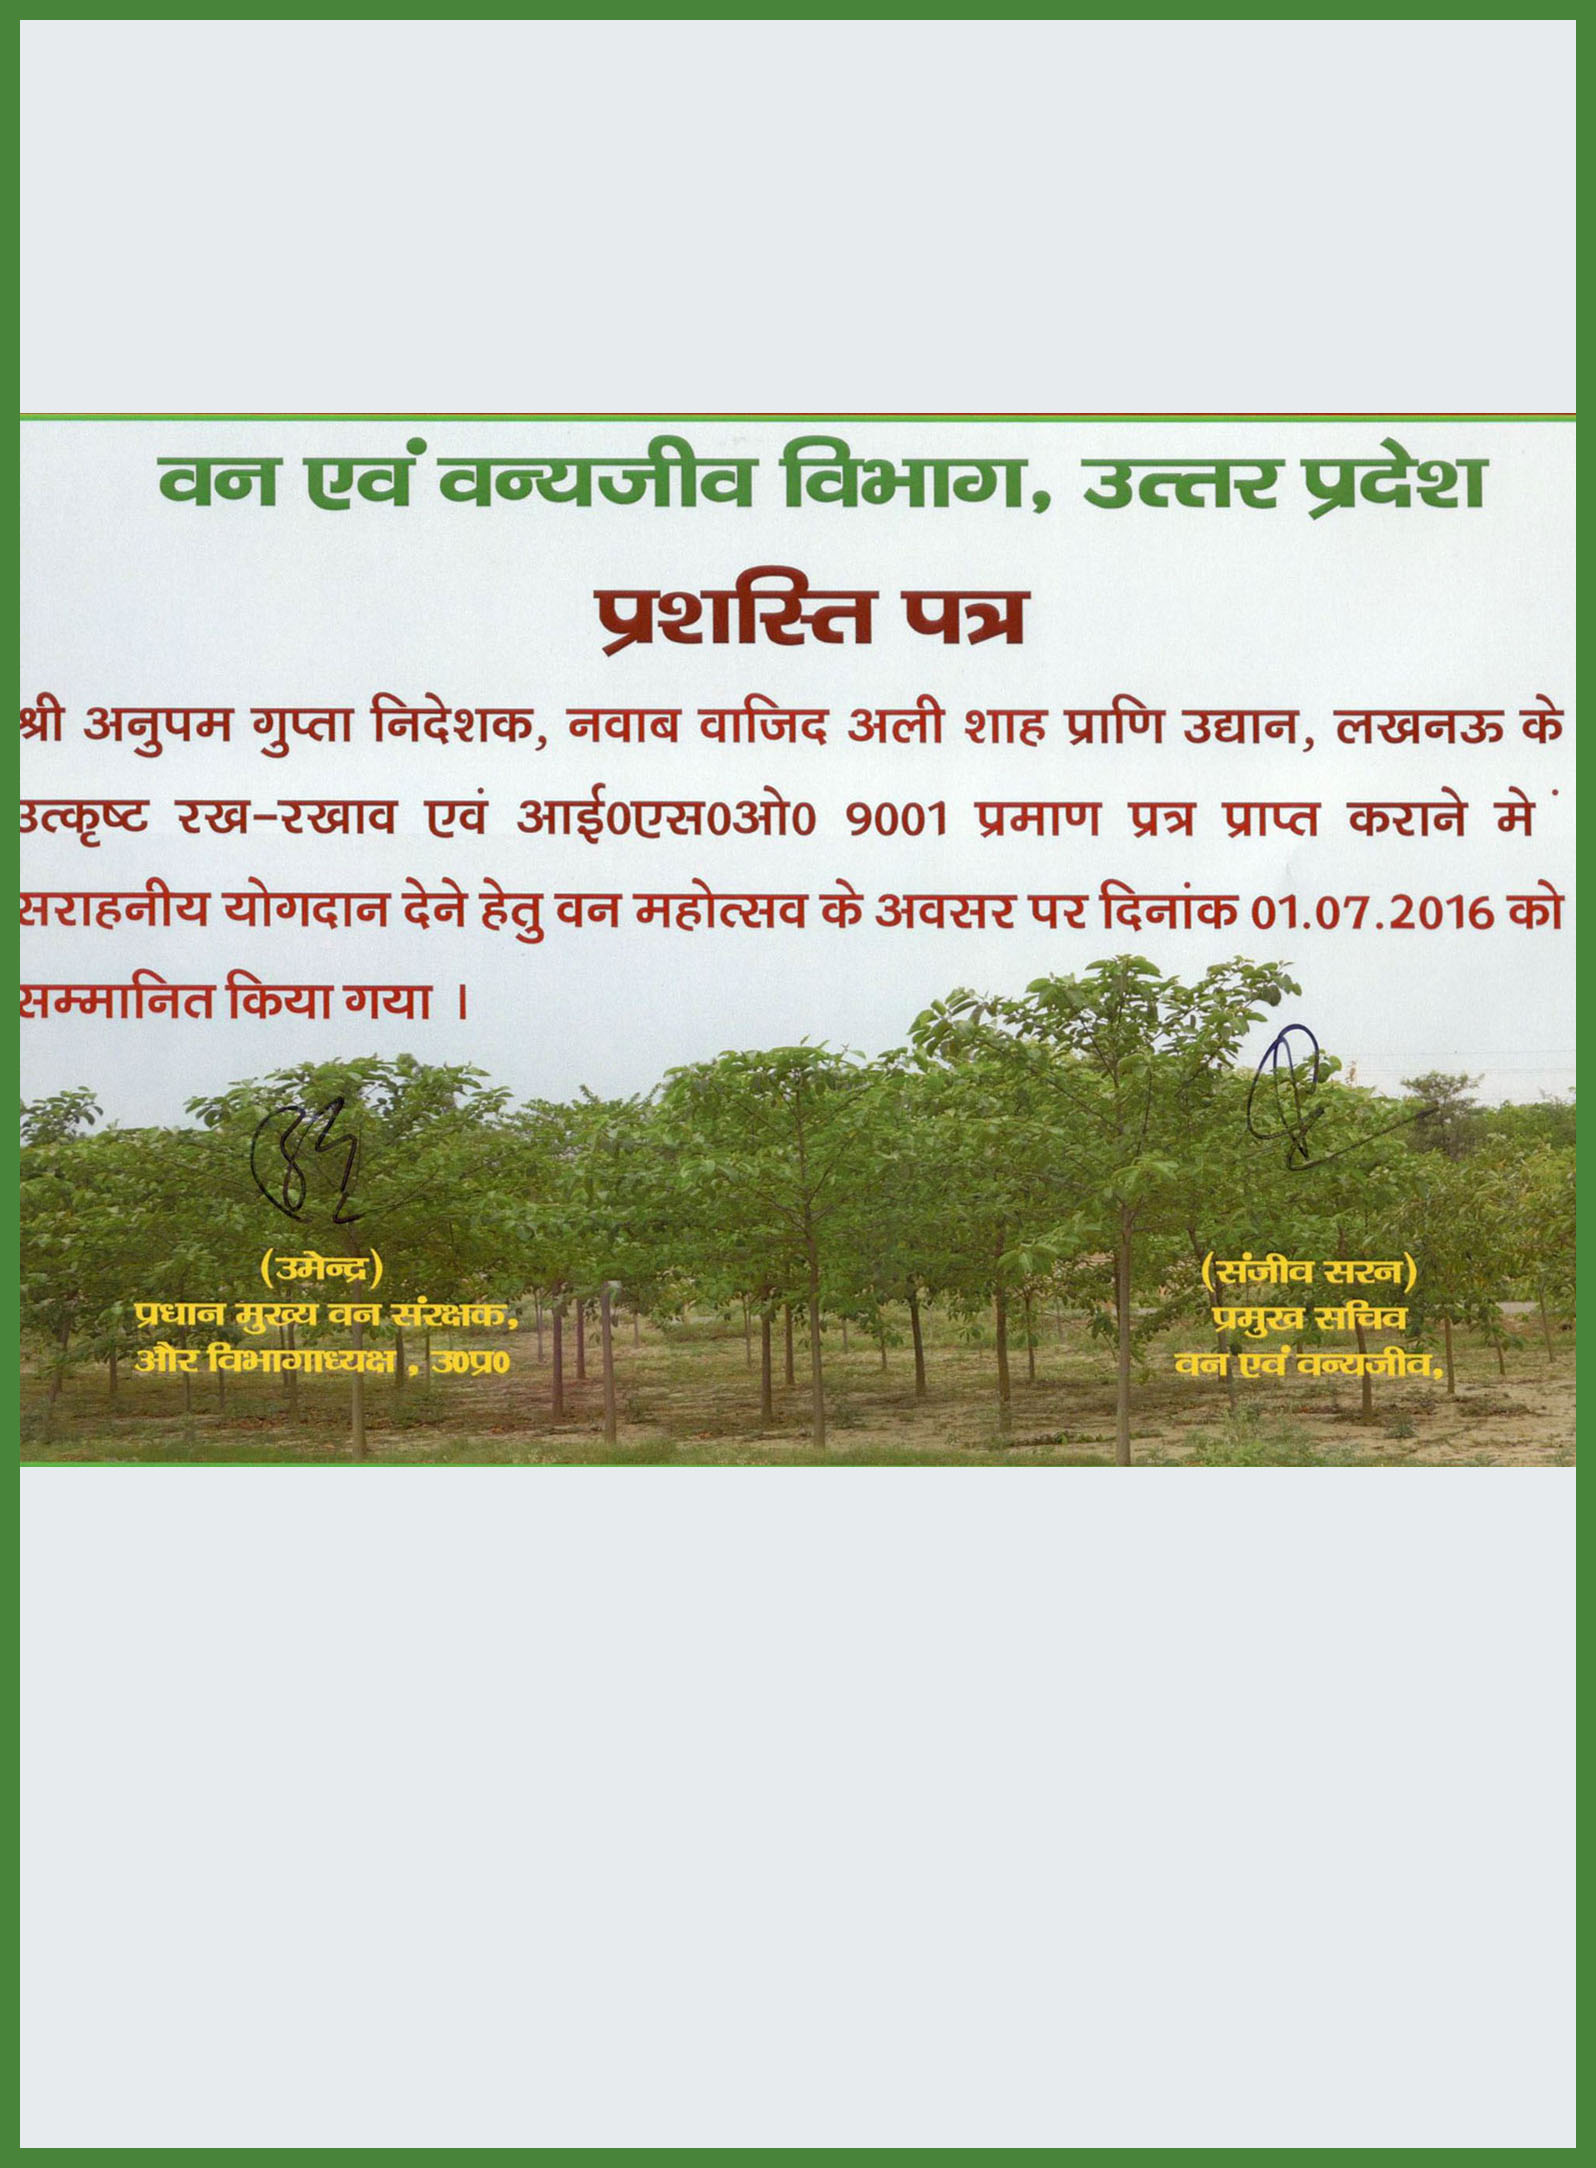 वन एवं वन्यजीव विभाग, उत्तर प्रदेश
प्रशस्ति पत्र
श्री अनुपम गुप्ता निदेशक, नवाब वाजिद अली शाह प्राणि उद्यान, लखनऊ के
उत्कृष्ट रख-रखाव एवं आई0एस0ओ0 9001 प्रमाण प्रत्र प्राप्त कराने में
सराहनीय योगदान देने हेतु वन महोत्सव के अवसर पर दिनांक 01.07.2016 को
सम्मानित किया गया ।
(उमेन्द्र)
प्रधान मुख्य वन संरक्षक,
और विभागाध्यक्ष , उ0प्र0
(संजीव सरन)
प्रमुख सचिव
वन एवं वन्यजीव,